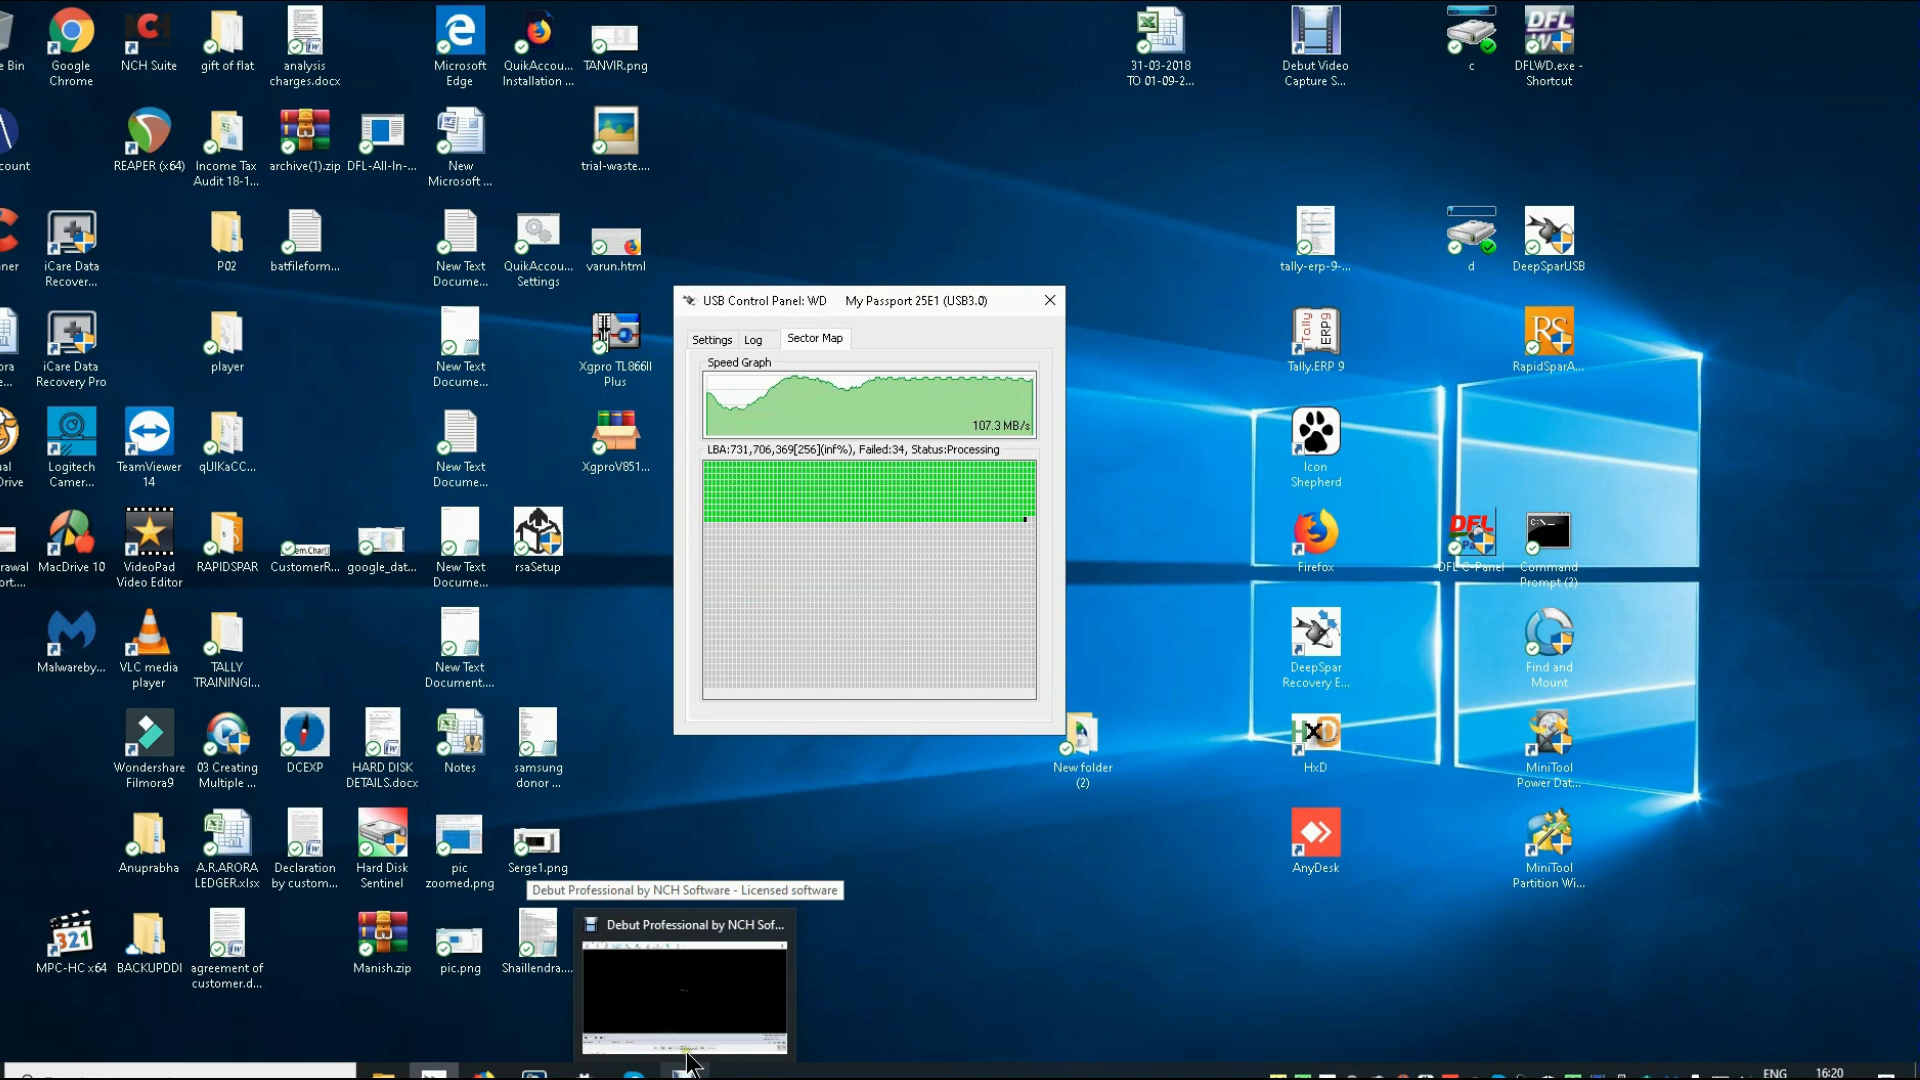 e Bin
Google
Chrome
NCH Suite
gift of flat
analysis
charges.docx
Microsoft
Edge
QuikAccou...
Installation ...
TANVIR.png
31-03-2018
TO 01-09-2...
Debut Video
Capture S...
c
DFLWD.exe -
Shortcut
count
REAPER (x64)
Income Tax
Audit 18-1...
archive(1).zip
DFL-All-In-...
New
Microsoft ...
trial-waste....
ner
iCare Data
Recover...
P02
batfileform...
New Text
Docume...
QuikAccou...
Settings
varun.html
tally-erp-9-...
d
DeepSparUSB
USB Control Panel: WD My Passport 25E1 (USB3.0)
Settings
Log
Sector Map
Speed Graph
107.3 MB/s
LBA:731,706,369[256](inf%), Failed:34, Status:Processing
ora
e...
iCare Data
Recovery Pro
player
New Text
Docume...
Xgpro TL866II
Plus
Tally.ERP 9
RapidSparA...
ual
Drive
Logitech
Camer...
TeamViewer
14
qUIKaCC...
New Text
Docume...
XgproV851...
Icon
Shepherd
rawal
ort....
MacDrive 10
VideoPad
Video Editor
RAPIDSPAR
em.Char()
CustomerR...
google_dat...
New Text
Docume...
rsaSetup
Firefox
DFL C-Panel
Command
Prompt (2)
Malwareby...
VLC media
player
TALLY
TRAININGI...
New Text
Document....
DeepSpar
Recovery E...
Find and
Mount
Wondershare
Filmora9
03 Creating
Multiple ...
DCEXP
HARD DISK
DETAILS.docx
Notes
samsung
donor ...
New folder
(2)
HxD
MiniTool
Power Dat...
Anuprabha
A.R.ARORA
LEDGER.xlsx
Declaration
by custom...
Hard Disk
Sentinel
pic
zoomed.png
Serge1.png
AnyDesk
MiniTool
Partition Wi...
Debut Professional by NCH Software - Licensed software
Debut Professional by NCH Sof...
MPC-HC x64
BACKUPDDI
agreement of
customer.d...
Manish.zip
pic.png
Shaillendra....
ENG
16:20